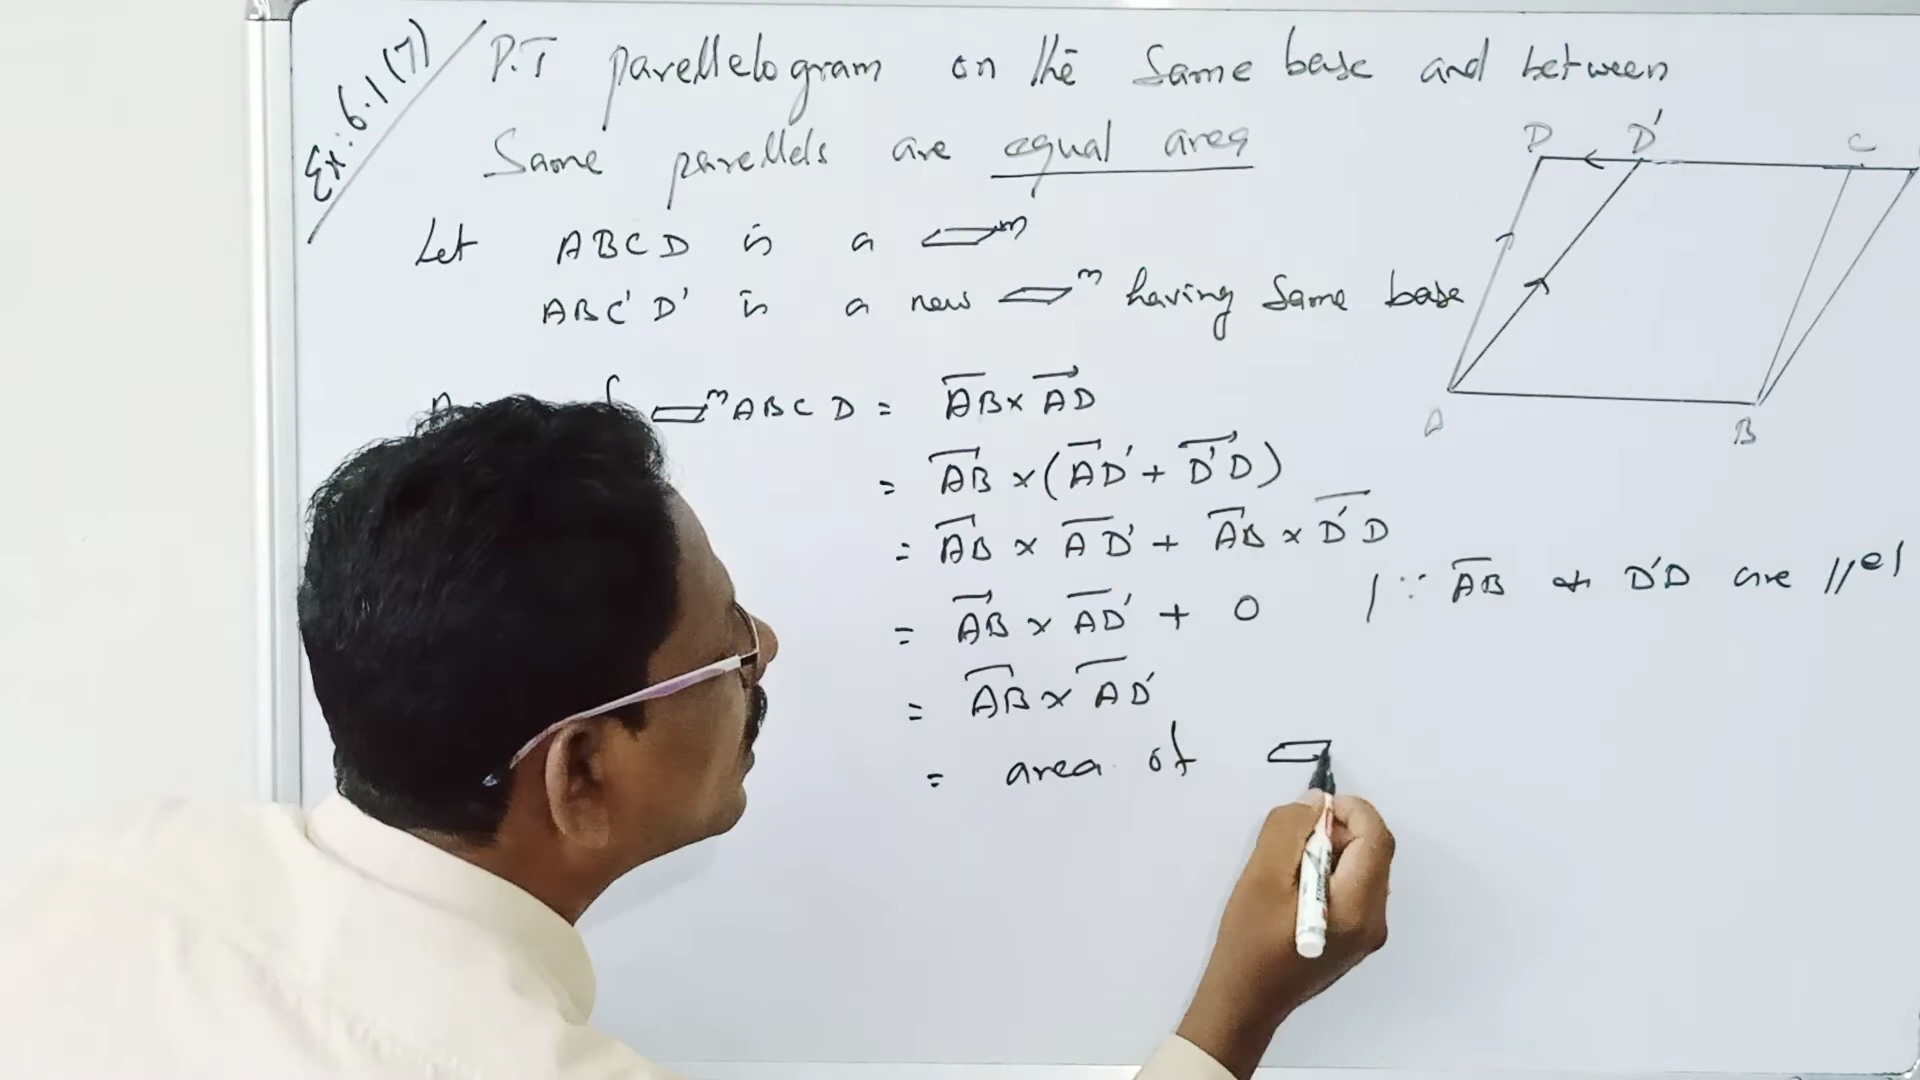 Ex: 6.1(7)
P.T parellelogram on the same base and between
Same parellels are equal area
Let ABCD is a ▱m
ABC' D' is a new ▱m having same base
▱m ABCD = AB × AD
= AB × (AD' + D'D)
= AB × AD' + AB × D'D
= AB × AD' + 0 | ∵ AB & D'D are //el
= AB × AD'
= area of ▱
D D' C
A B